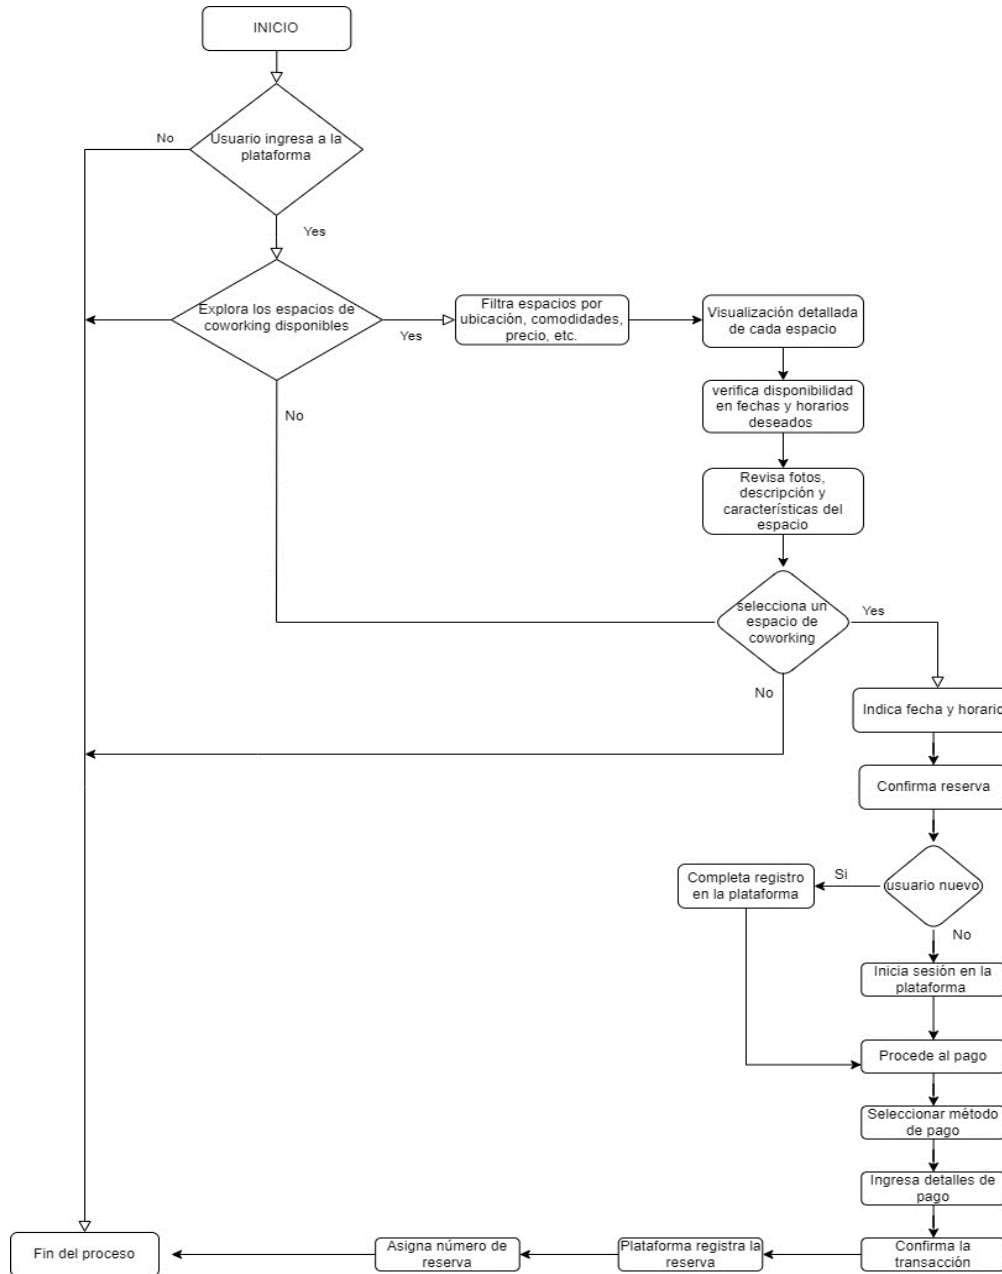 INICIO
No
Usuario ingresa a la
plataforma
Yes
Explora los espacios de
coworking disponibles
Yes
No
Filtra espacios por
ubicación, comodidades,
precio, etc.
Visualización detallada
de cada espacio
verifica disponibilidad
en fechas y horarios
deseados
Revisa fotos,
descripción y
características del
espacio
selecciona un
espacio de
coworking
Yes
No
Indica fecha y horario
Confirma reserva
usuario nuevo
Si
Completa registro
en la plataforma
No
Inicia sesión en la
plataforma
Procede al pago
Seleccionar método
de pago
Ingresa detalles de
pago
Confirma la
transacción
Plataforma registra la
reserva
Asigna número de
reserva
Fin del proceso